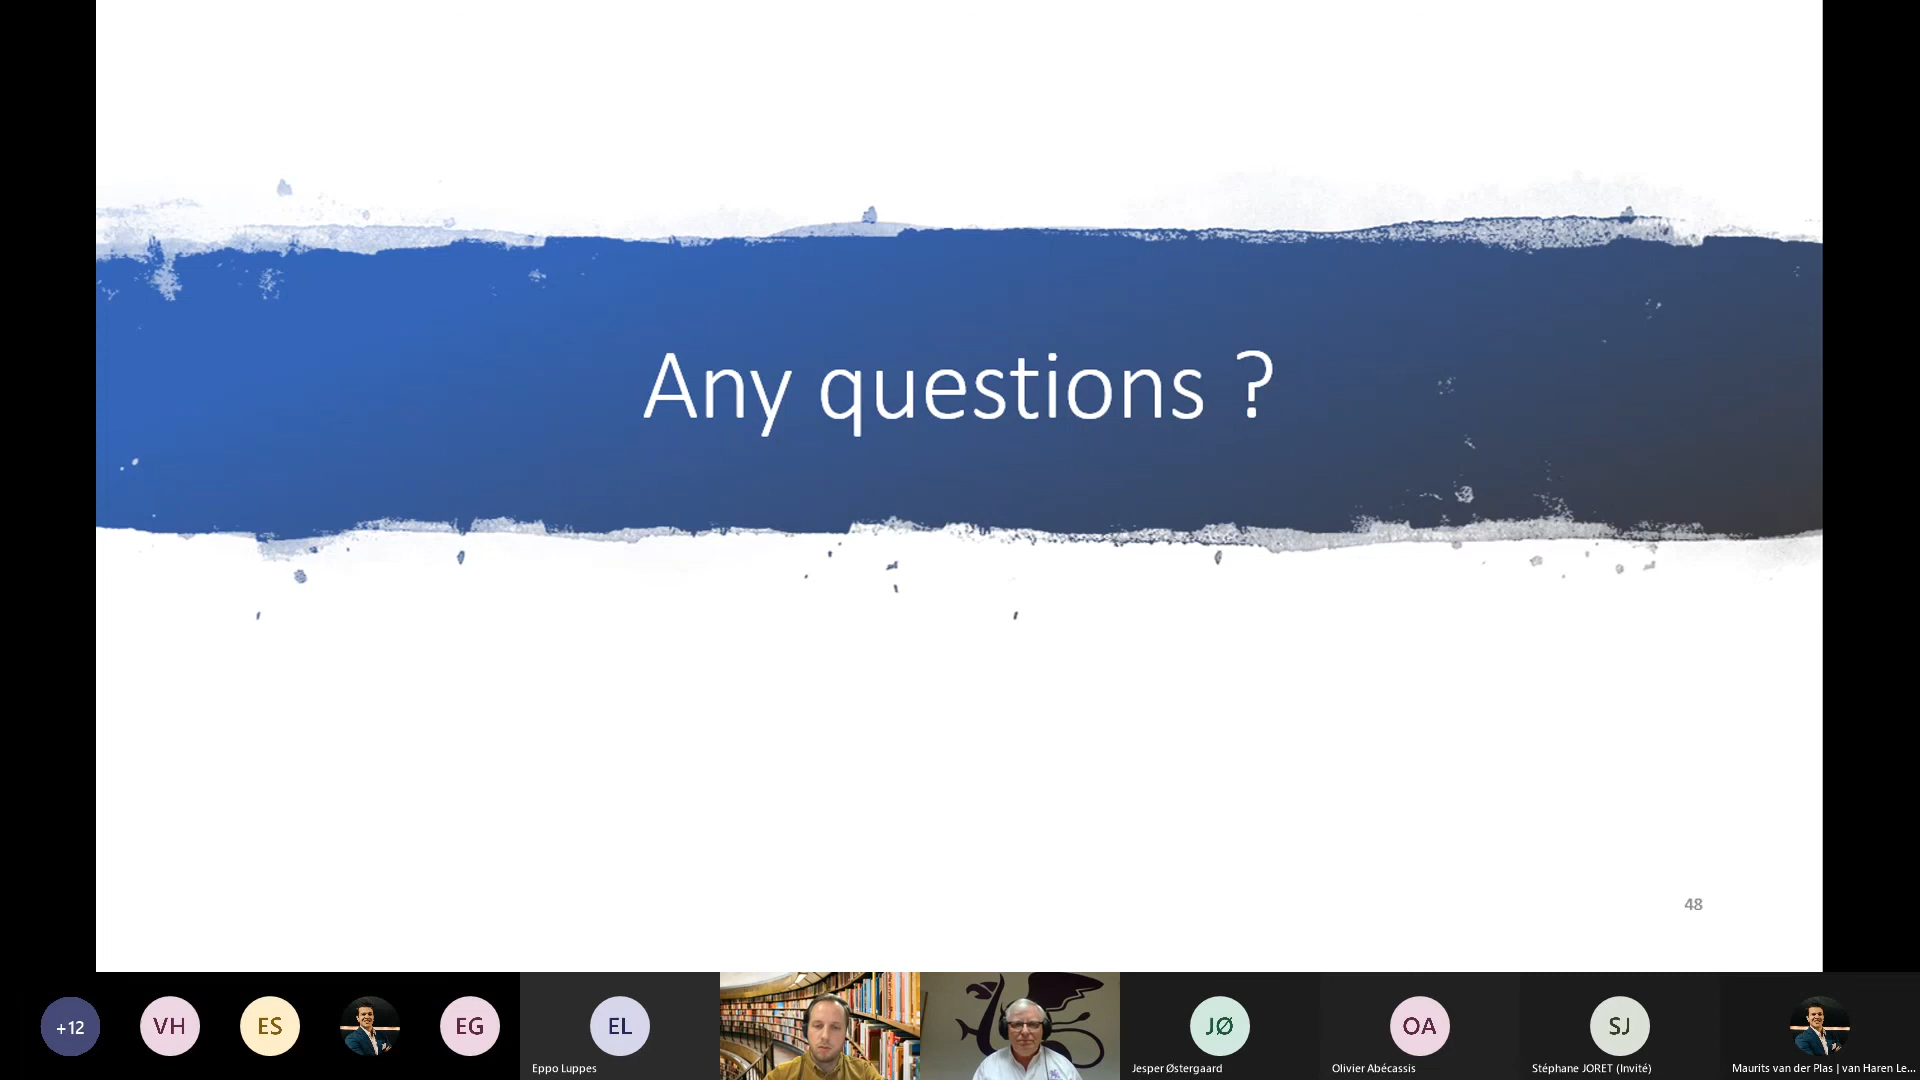 Any questions ?
48
+12
VH
ES
EG
EL
Eppo Luppes
JØ
Jesper Østergaard
OA
Olivier Abécassis
SJ
Stéphane JORET (Invité)
Maurits van der Plas | van Haren Le...